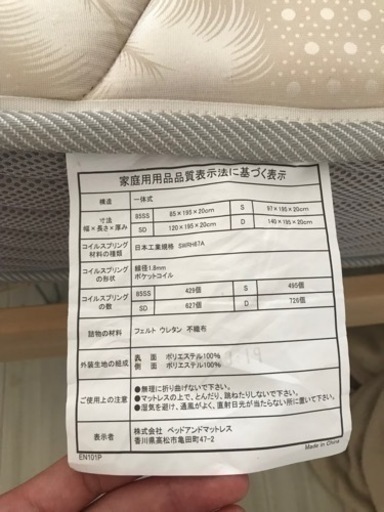 家庭用用品品質表示法に基づく表示
構造 一体式
寸法 幅×長さ×厚み
85SS 85×195×20cm S 97×195×20cm
SD 120×195×20cm D 140×195×20cm
コイルスプリング 材料の種類 日本工業規格 SWRH67A
コイルスプリング の形状 線径1.8mm
ポケットコイル
コイルスプリング の数
85SS 429個 S 495個
SD 627個 D 726個
詰物の材料 フェルト ウレタン 不織布
外装生地の組成 表 面 ポリエステル100%
側 面 ポリエステル100%
ご使用上の注意
●無理に折り曲げないで下さい。
●マットレスの上で、とんだり、跳ねたりしないで下さい。
●湿気を避け、通風がよく、直射日光が当たらない所に置いて下さい。
表示者 株式会社 ベッドアンドマットレス
香川県高松市亀田町47-2
EN101P
Made in China